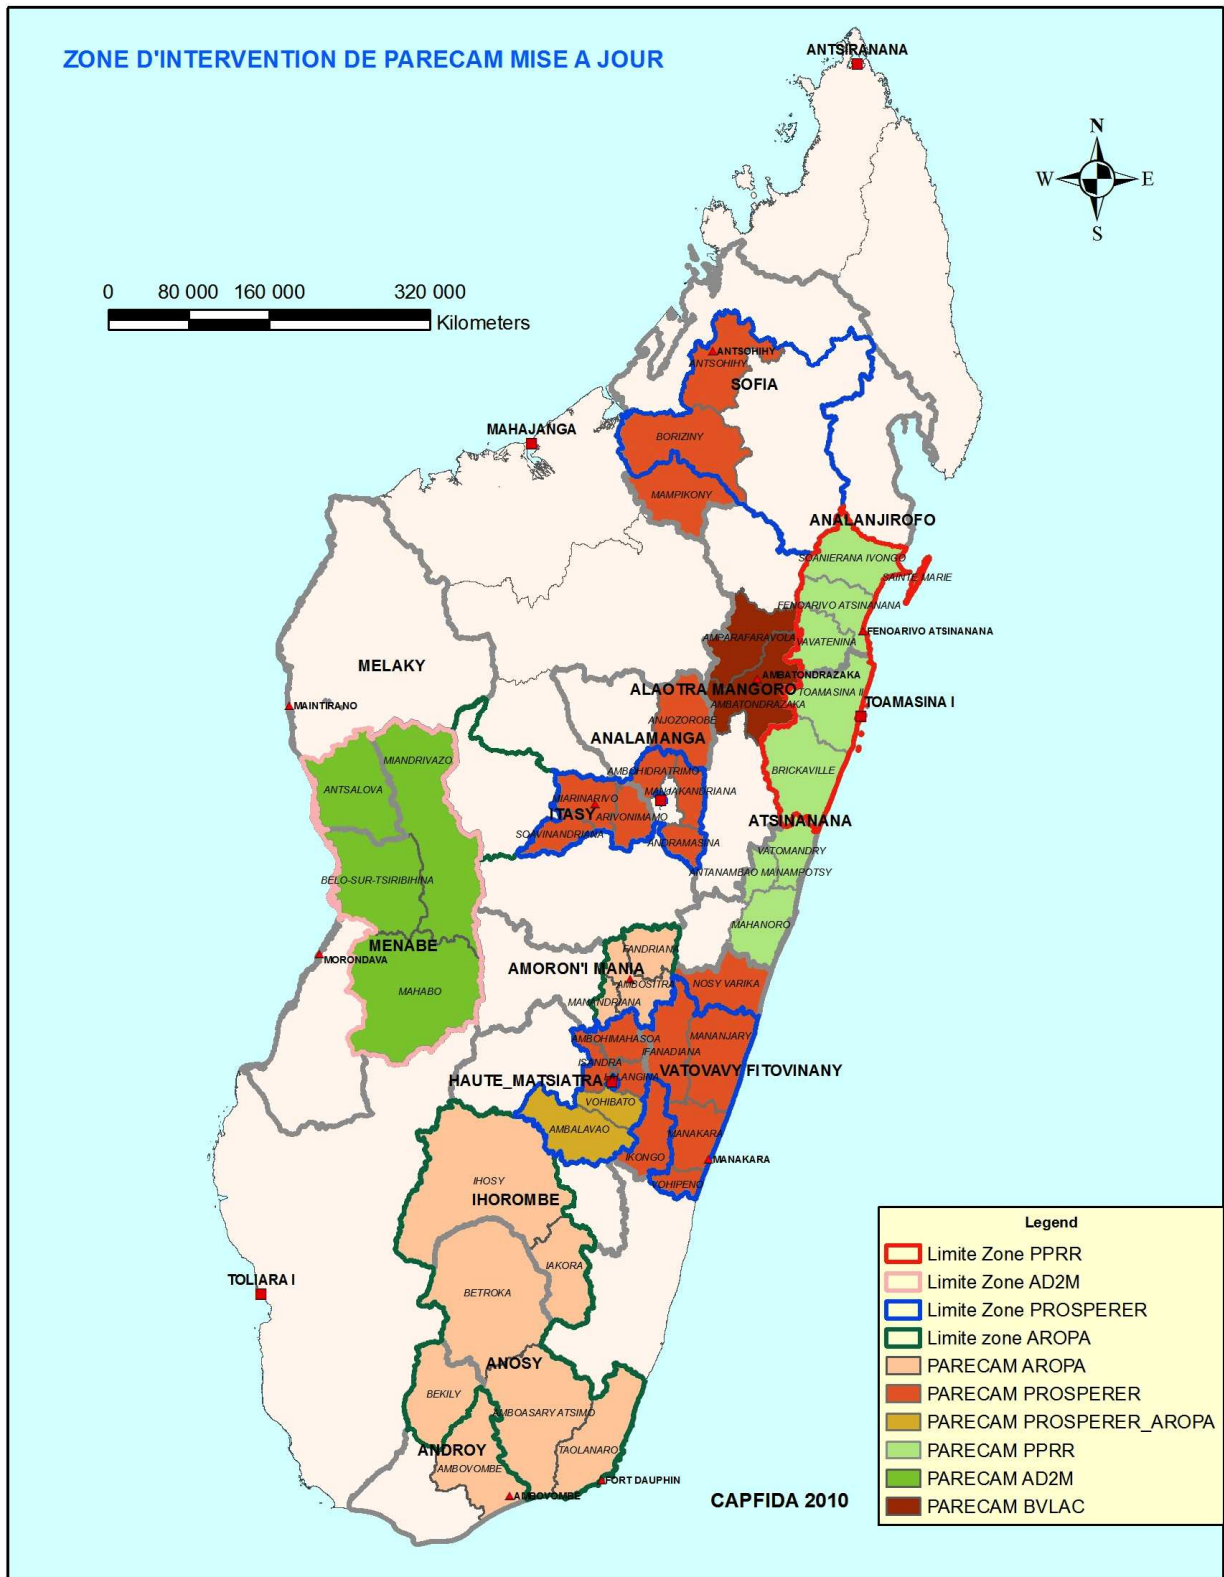 ZONE D'INTERVENTION DE PARECAM MISE A JOUR
ANTSIRANANA
N
W E
S
0 80 000 160 000 320 000
Kilometers
ANTSOHIHY
ANTSOHIHY
SOFIA
MAHAJANGA
BORIZINY
MAMPIKONY
ANALANJIROFO
SOANIERANA IVONGO
SAINTE MARIE
FENOARIVO ATSINANANA
FENOARIVO ATSINANANA
AMPARAFARAVOLA
VAVATENINA
MELAKY
AMBATONDRAZAKA
ALAOTRA MANGORO
TOAMASINA II
AMBATONDRAZAKA
TOAMASINA I
MAINTIRANO
ANJOZOROBE
ANALAMANGA
MIANDRIVAZO
AMBOHIDRATRIMO
BRICKAVILLE
ANTSALOVA
MANJAKANDRIANA
MIARINARIVO
ITASY
ARIVONIMAMO
ATSINANANA
SOAVINANDRIANA
ANDRAMASINA
VATOMANDRY
ANTANAMBAO MANAMPOTSY
BELO-SUR-TSIRIBIHINA
MAHANORO
MENABE
FANDRIANA
MORONDAVA
AMORON'I MANIA
AMBOSITRA
NOSY VARIKA
MAHABO
MANANDRIANA
AMBOHIMAHASOA
MANANJARY
IFANADIANA
ISANDRA
VATOVAVY FITOVINANY
LALANGINA
HAUTE_MATSIATRA
VOHIBATO
AMBALAVAO
MANAKARA
IKONGO
MANAKARA
IHOSY
VOHIPENO
IHOROMBE
IAKORA
TOLIARA I
BETROKA
ANOSY
BEKILY
AMBOASARY ATSIMO
ANDROY
TAOLANARO
AMBOVOMBE
FORT DAUPHIN
AMBOVOMBE
CAPFIDA 2010
Legend
Limite Zone PPRR
Limite Zone AD2M
Limite Zone PROSPERER
Limite zone AROPA
PARECAM AROPA
PARECAM PROSPERER
PARECAM PROSPERER_AROPA
PARECAM PPRR
PARECAM AD2M
PARECAM BVLAC